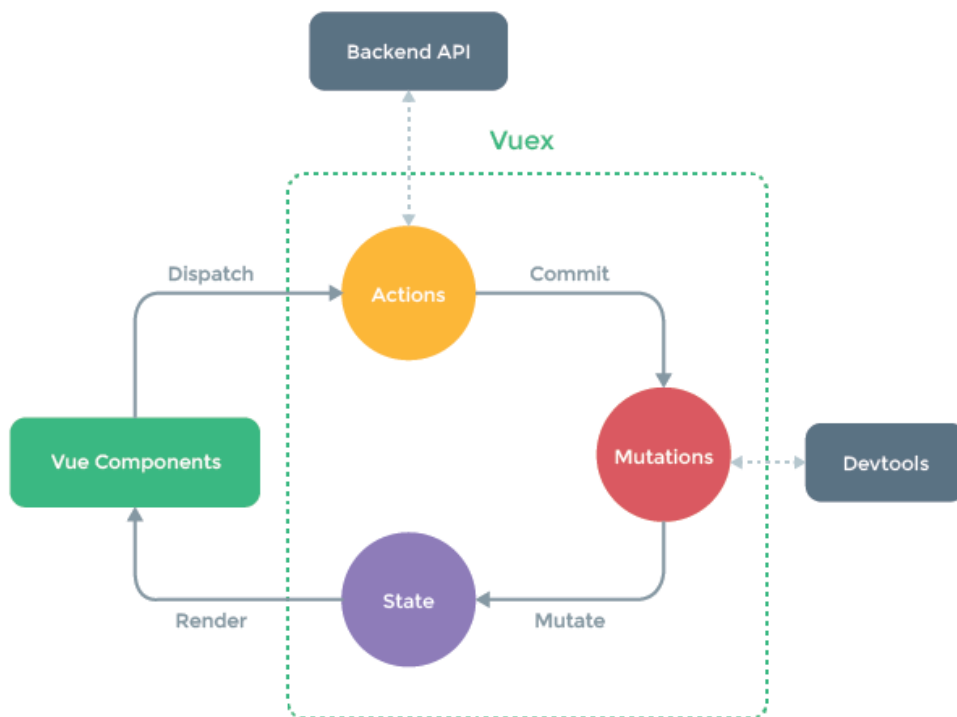 Backend API
Vuex
Dispatch
Commit
Actions
Vue Components
Mutations
Devtools
State
Render
Mutate